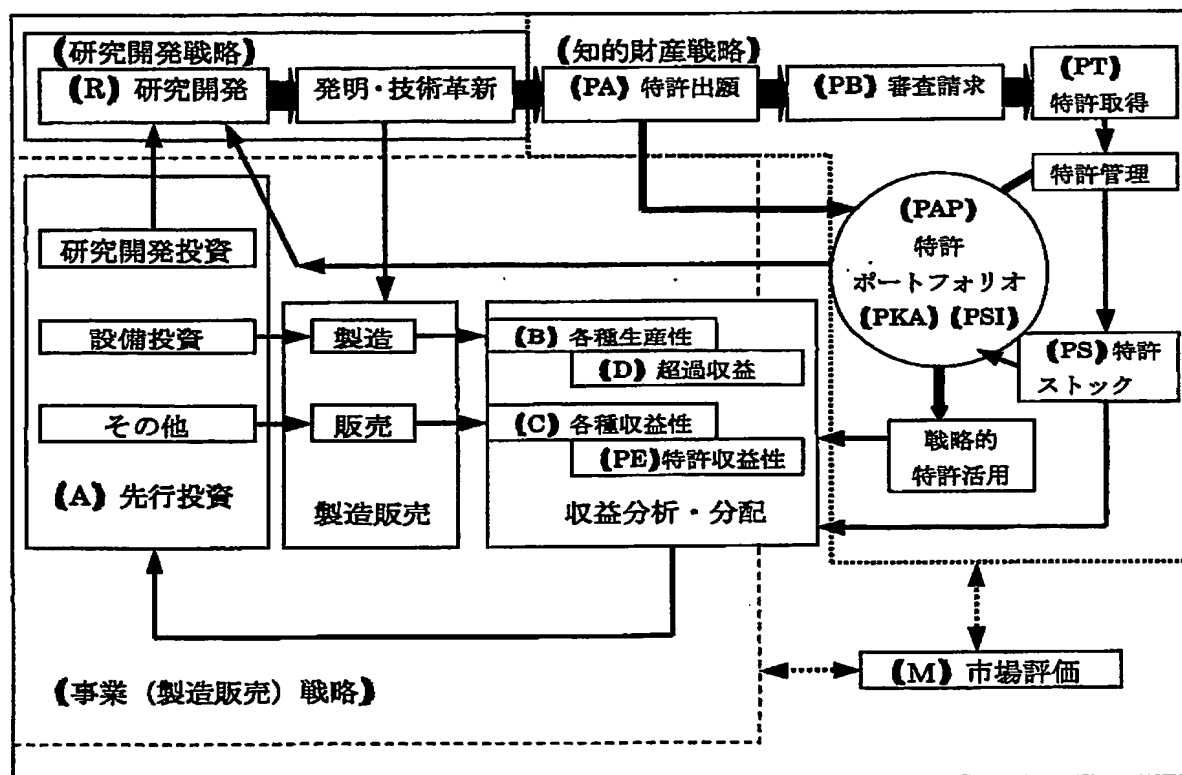 【研究開発戦略】
【知的財産戦略】
【R】研究開発
発明・技術革新
【PA】特許出願
【PB】審査請求
【PT】
特許取得
特許管理
【PAP】
特許
ポートフォリオ
【PKA】【PSI】
研究開発投資
設備投資
製造
【B】各種生産性
【D】超過収益
【PS】特許
ストック
その他
販売
【C】各種収益性
【PE】特許収益性
戦略的
特許活用
【A】先行投資
製造販売
収益分析・分配
【M】市場評価
【事業（製造販売）戦略】